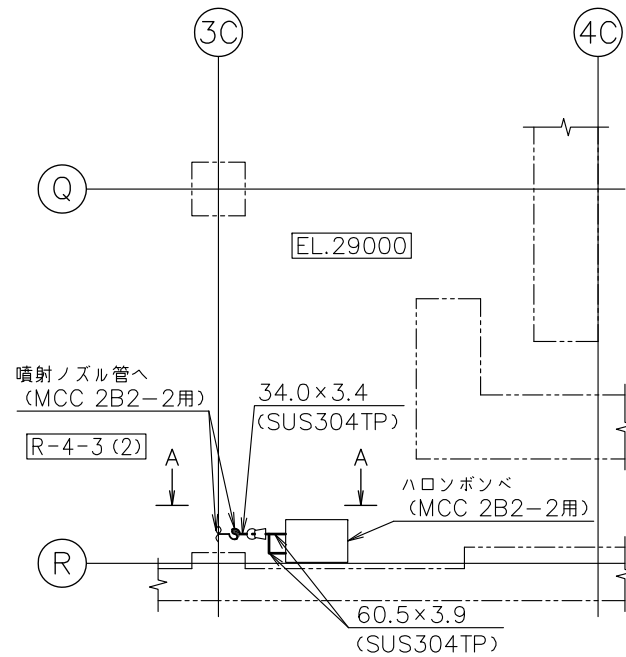 3C
4C
Q
EL.29000
噴射ノズル管へ
(MCC 2B2-2用)
34.0×3.4
(SUS304TP)
R-4-3 (2)
A
A
ハロンボンベ
(MCC 2B2-2用)
R
60.5×3.9
(SUS304TP)